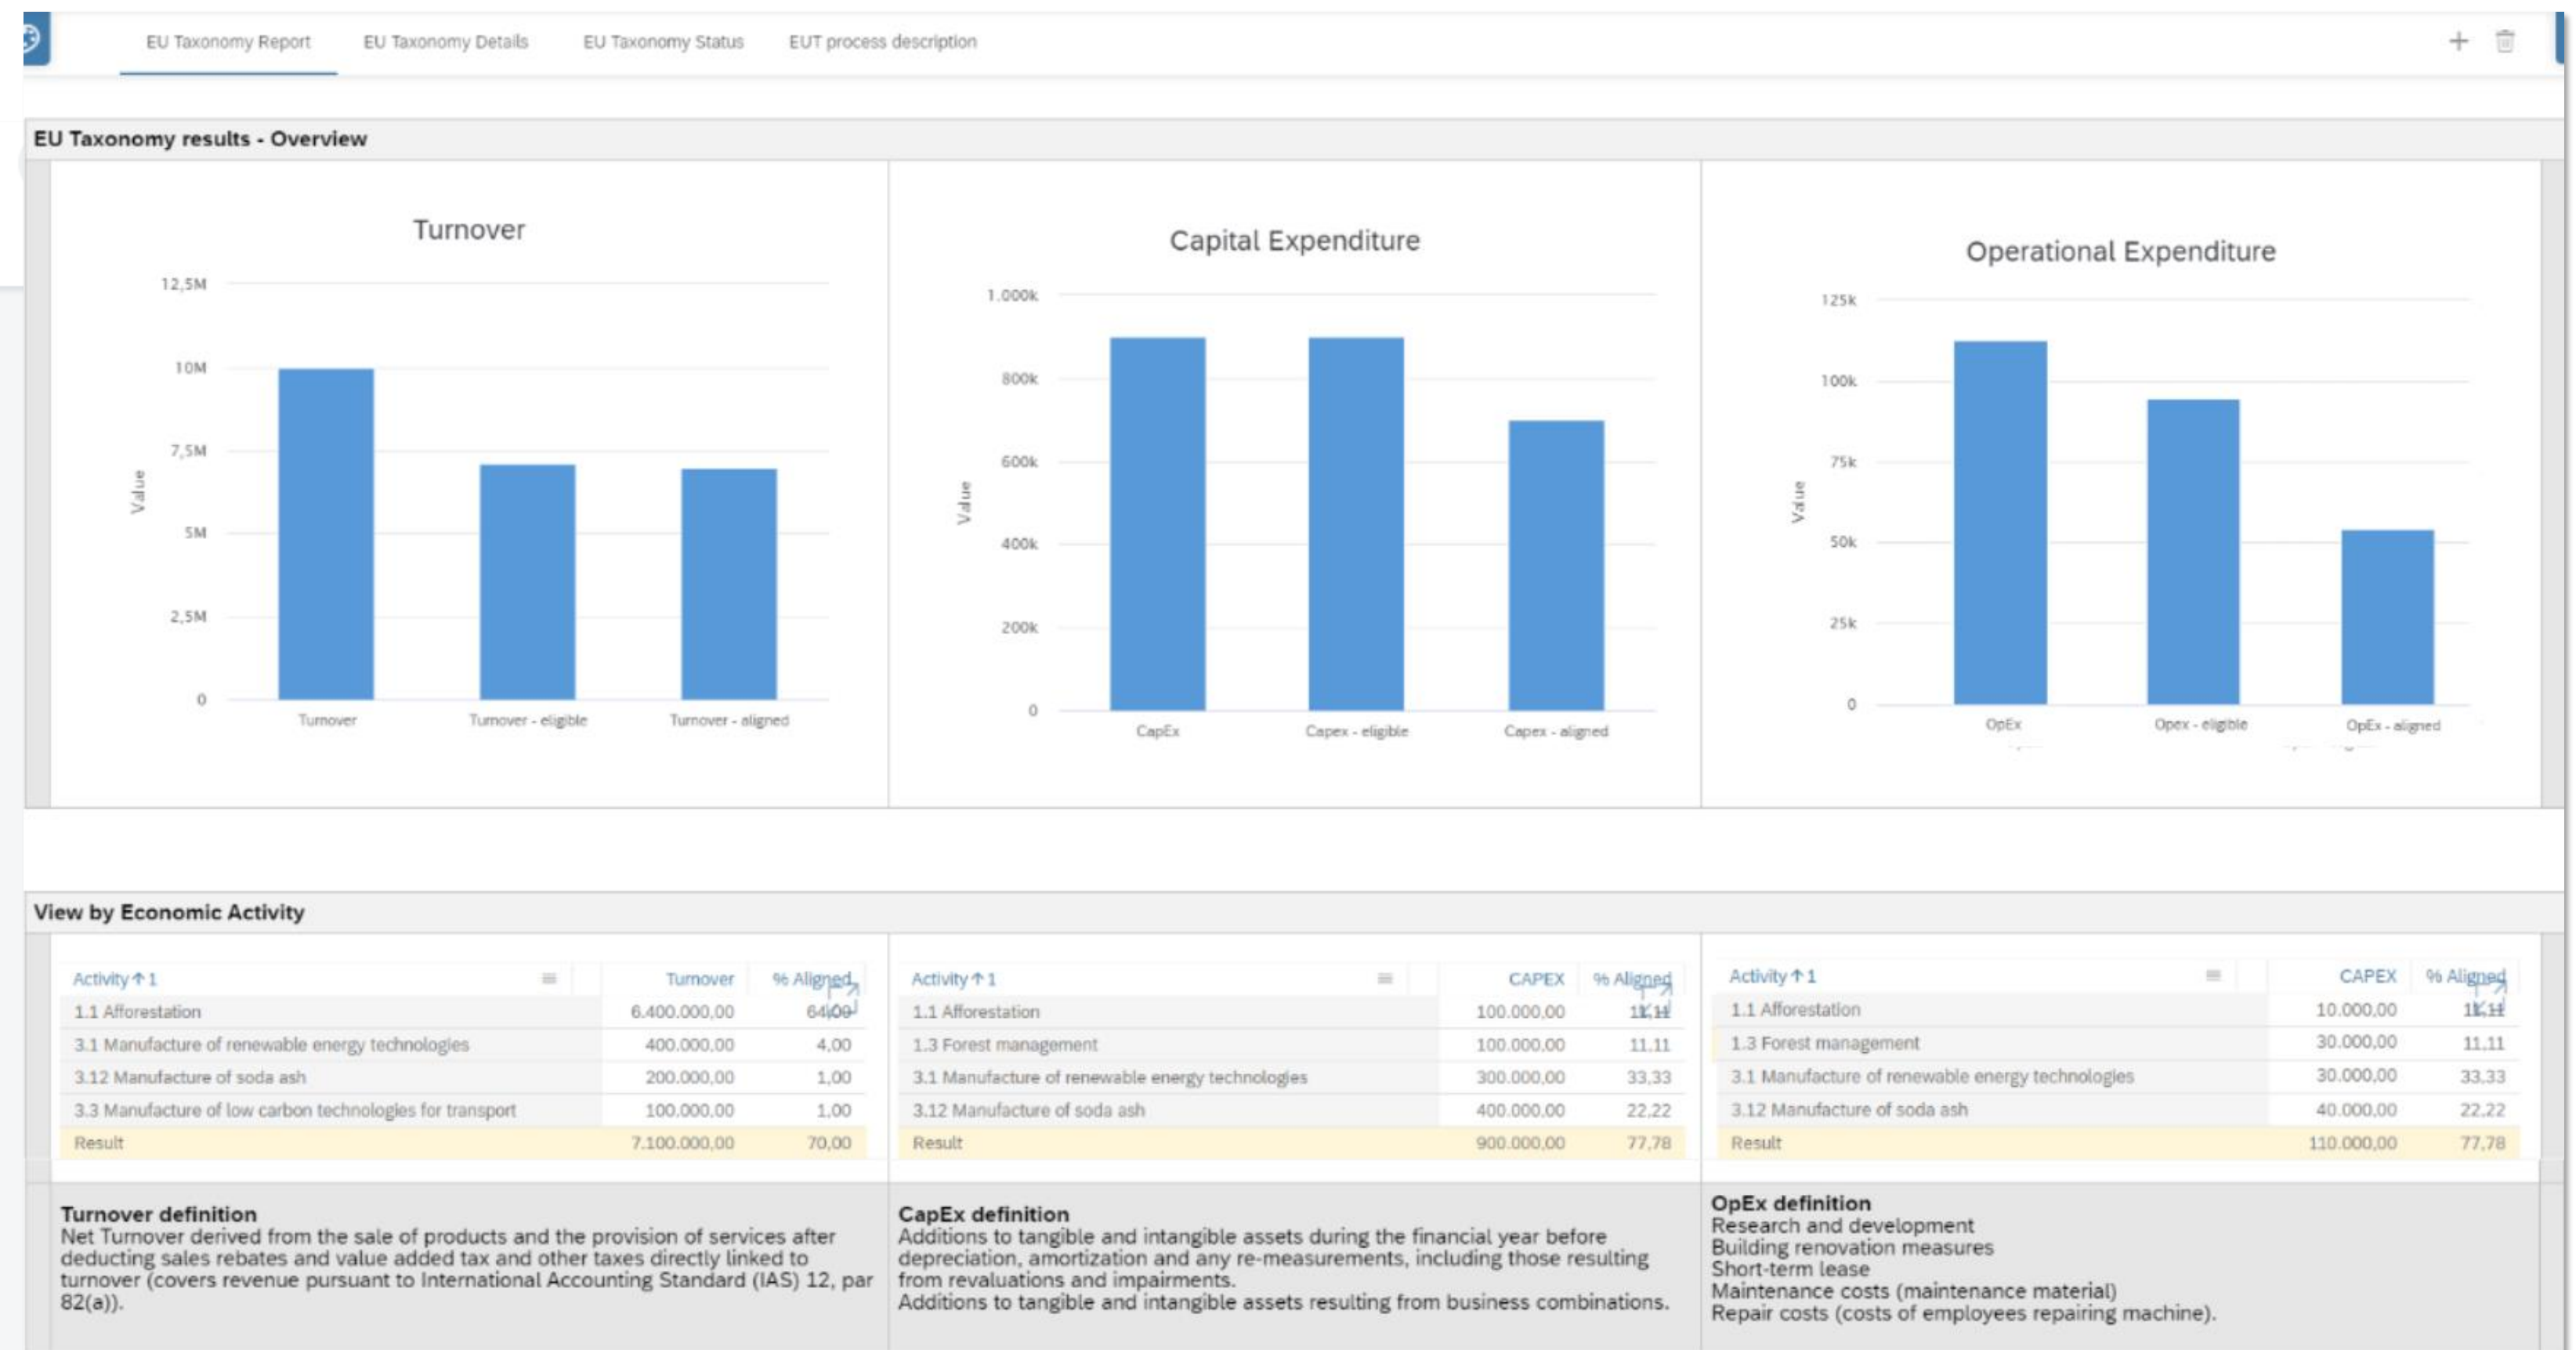 EU Taxonomy Report EU Taxonomy Details EU Taxonomy Status EUT process description
EU Taxonomy results - Overview
Turnover
12,5M
10M
7,5M
5M
2,5M
0
Value
Turnover Turnover - eligible Turnover - aligned
Capital Expenditure
1.000k
800k
600k
400k
200k
0
Value
CapEx Capex - eligible Capex - aligned
Operational Expenditure
125k
100k
75k
50k
25k
0
Value
OpEx Opex - eligible OpEx - aligned
View by Economic Activity
Activity↑1 Turnover % Aligned
1.1 Afforestation 6.400.000,00 64,00
3.1 Manufacture of renewable energy technologies 400.000,00 4,00
3.12 Manufacture of soda ash 200.000,00 1,00
3.3 Manufacture of low carbon technologies for transport 100.000,00 1,00
Result 7.100.000,00 70,00
Activity↑1 CAPEX % Aligned
1.1 Afforestation 100.000,00 11,11
1.3 Forest management 100.000,00 11,11
3.1 Manufacture of renewable energy technologies 300.000,00 33,33
3.12 Manufacture of soda ash 400.000,00 22,22
Result 900.000,00 77,78
Activity↑1 CAPEX % Aligned
1.1 Afforestation 10.000,00 11,11
1.3 Forest management 30.000,00 11,11
3.1 Manufacture of renewable energy technologies 30.000,00 33,33
3.12 Manufacture of soda ash 40.000,00 22,22
Result 110.000,00 77,78
Turnover definition
Net Turnover derived from the sale of products and the provision of services after
deducting sales rebates and value added tax and other taxes directly linked to
turnover (covers revenue pursuant to International Accounting Standard (IAS) 12, par
82(a)).
CapEx definition
Additions to tangible and intangible assets during the financial year before
depreciation, amortization and any re-measurements, including those resulting
from revaluations and impairments.
Additions to tangible and intangible assets resulting from business combinations.
OpEx definition
Research and development
Building renovation measures
Short-term lease
Maintenance costs (maintenance material)
Repair costs (costs of employees repairing machine).